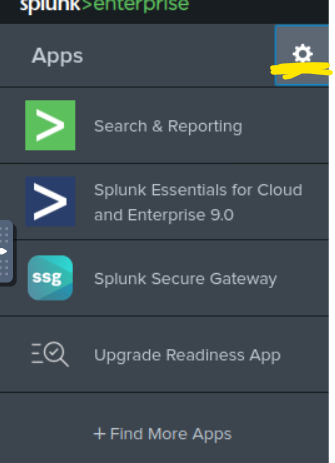 splunk>enterprise
Apps
> Search & Reporting
> Splunk Essentials for Cloud
and Enterprise 9.0
ssg Splunk Secure Gateway
Upgrade Readiness App
+ Find More Apps